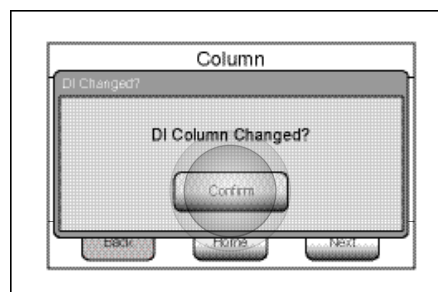 Column
DI Changed?
DI Column Changed?
Confirm
Back Home Next